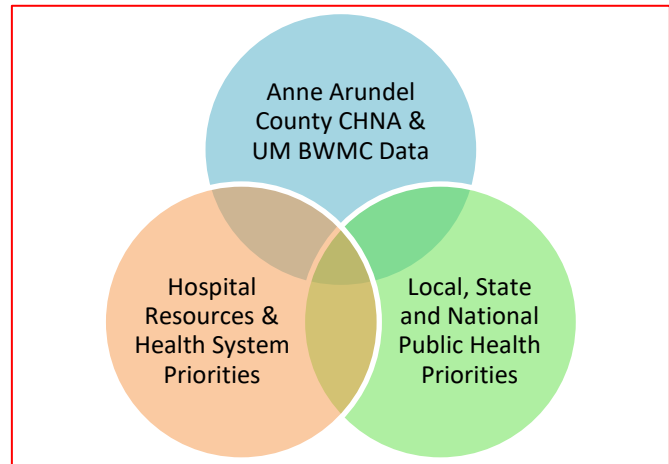 Anne Arundel
County CHNA &
UM BWMC Data
Hospital
Resources &
Health System
Priorities
Local, State
and National
Public Health
Priorities